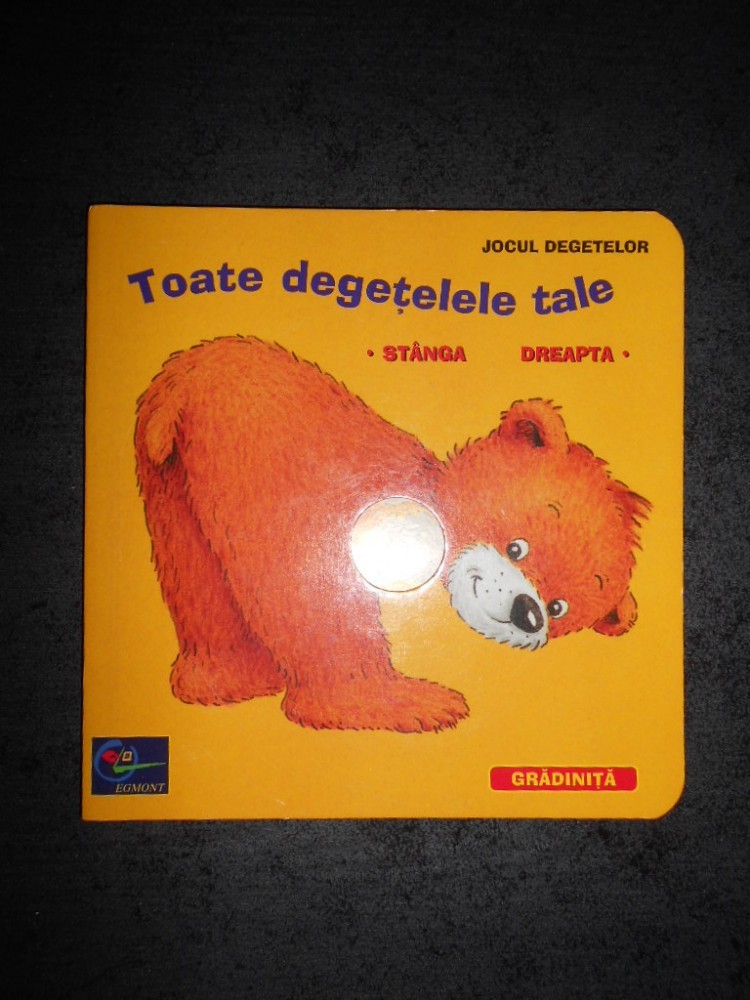 JOCUL DEGETELOR
Toate degețelele tale
• STÂNGA DREAPTA •
EGMONT
GRĂDINIȚĂ